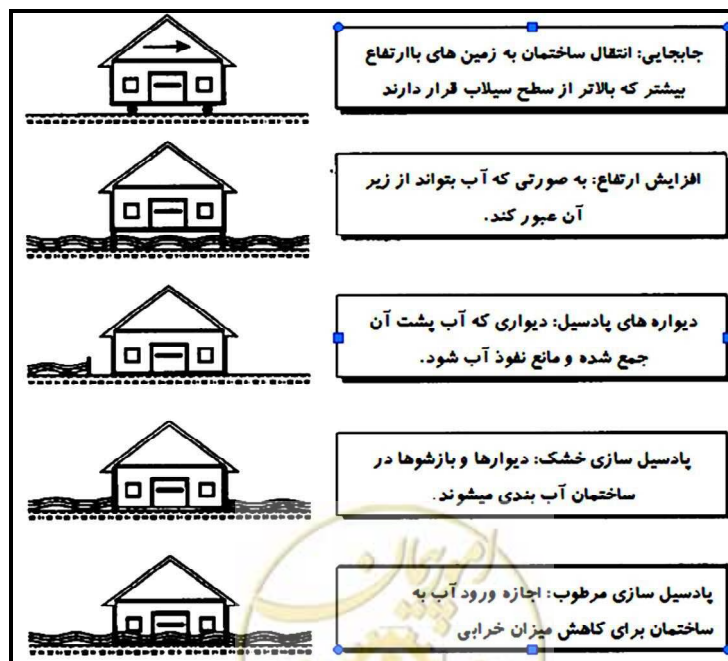 جابجایی: انتقال ساختمان به زمین های باارتفاع
بیشتر که بالاتر از سطح سیلاب قرار دارند
افزایش ارتفاع: به صورتی که آب بتواند از زیر
آن عبور کند.
دیواره های پادسیل: دیواری که آب پشت آن
جمع شده و مانع نفوذ آب شود.
پادسیل سازی خشک: دیوارها و بازشوها در
ساختمان آب بندی میشوند.
پادسیل سازی مرطوب: اجازه ورود آب به
ساختمان برای کاهش میزان خرابی
امور پیمان